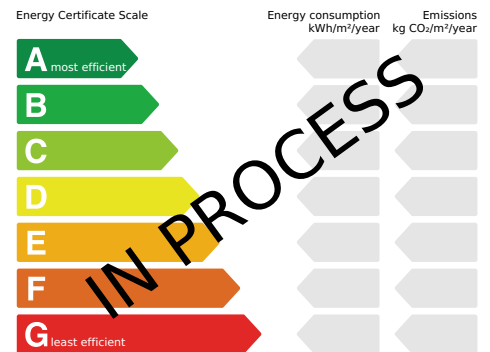 Energy Certificate Scale
Energy consumption
kWh/m²/year
Emissions
kg CO₂/m²/year
A most efficient
B
C
D
E
F
G least efficient
IN PROCESS